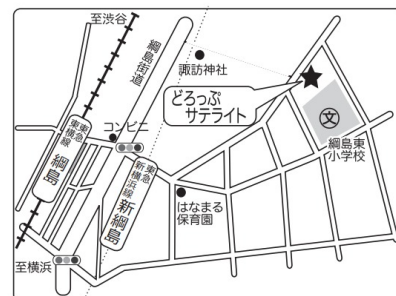 至渋谷
綱島街道
諏訪神社
どろっぷ
サテライト
コンビニ
東急
東横線
綱島
東急
新横浜線
新綱島
文
綱島東
小学校
はなまる
保育園
至横浜